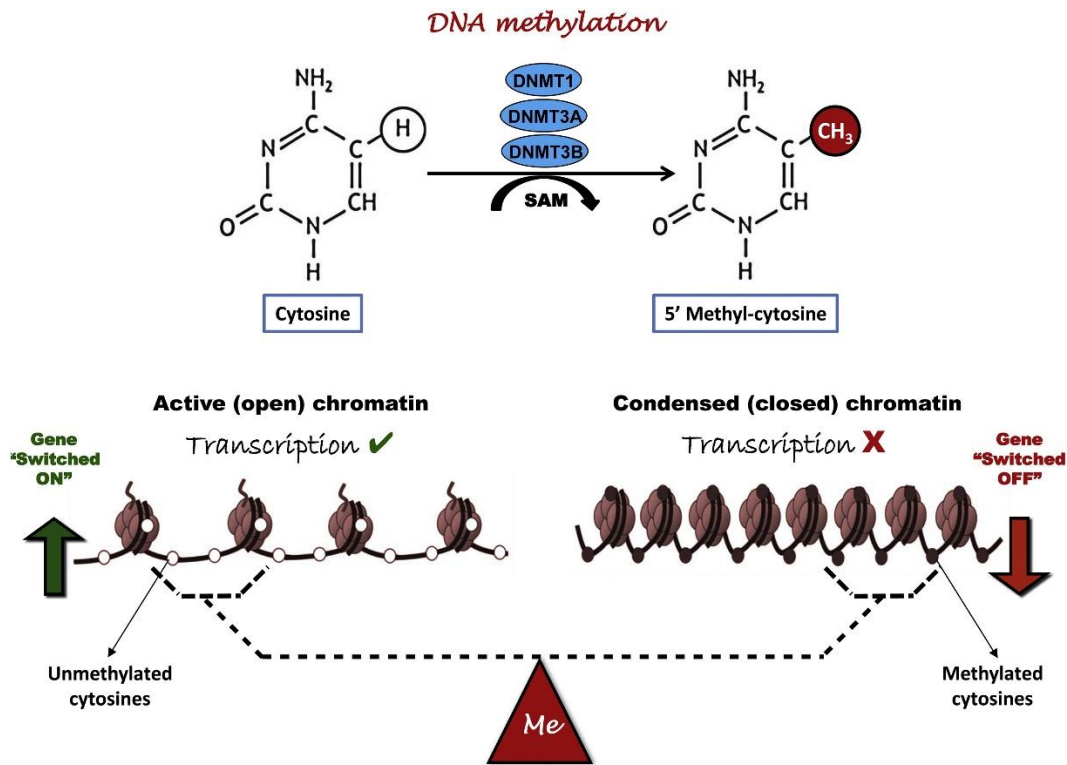 DNA methylation
NH2
H
N
C
C
C
CH
O
N
H
Cytosine
DNMT1
DNMT3A
DNMT3B
SAM
NH2
CH3
N
C
C
C
CH
O
N
H
5' Methyl-cytosine
Active (open) chromatin
Transcription ✔
Gene
"Switched
ON"
Unmethylated
cytosines
Condensed (closed) chromatin
Transcription X
Gene
"Switched
OFF"
Methylated
cytosines
Me